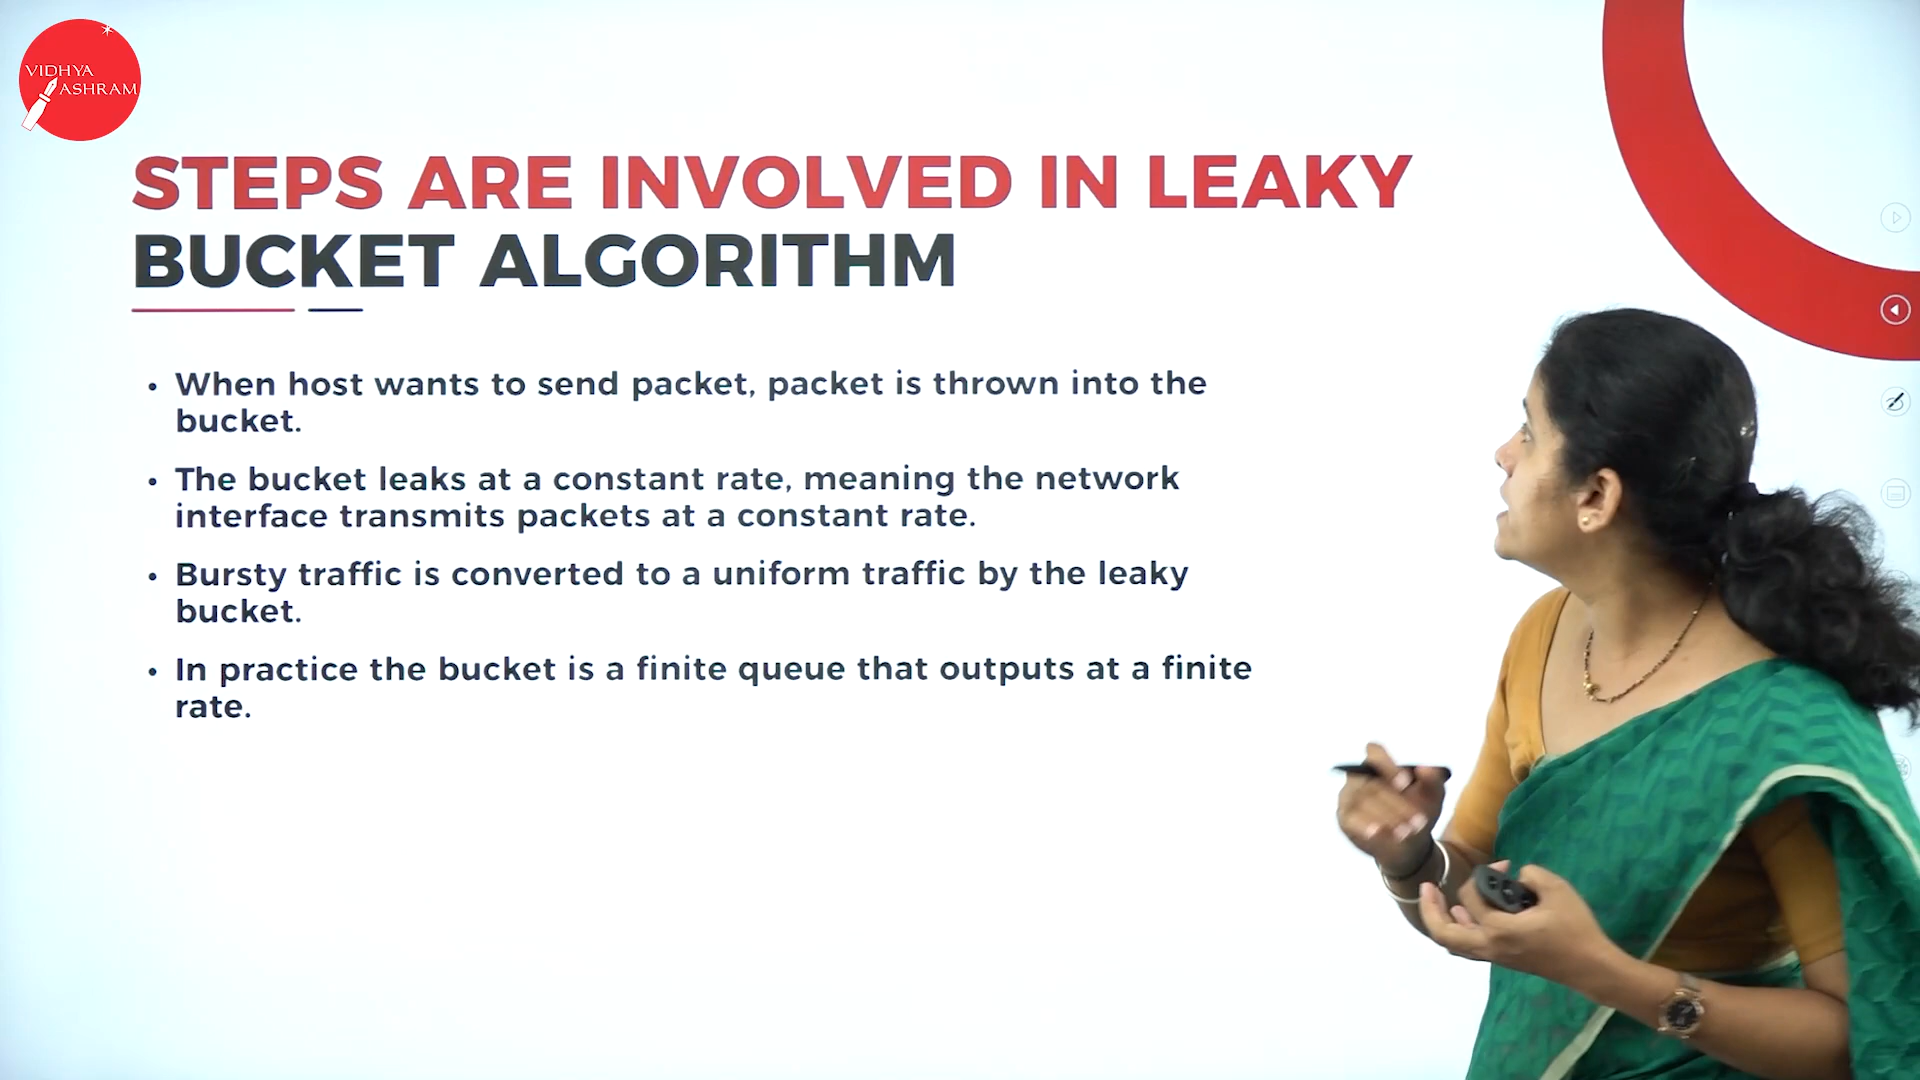 VIDHYA
ASHRAM
STEPS ARE INVOLVED IN LEAKY
BUCKET ALGORITHM
• When host wants to send packet, packet is thrown into the
bucket.
• The bucket leaks at a constant rate, meaning the network
interface transmits packets at a constant rate.
• Bursty traffic is converted to a uniform traffic by the leaky
bucket.
• In practice the bucket is a finite queue that outputs at a finite
rate.